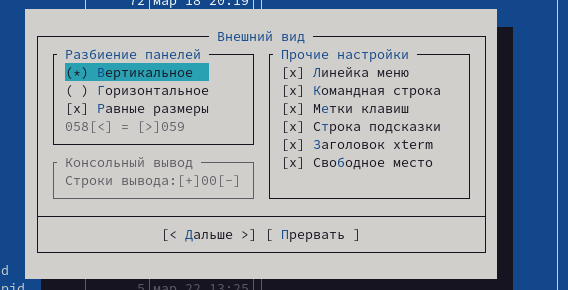 72 мар 18 20:19
Внешний вид
Разбиение панелей
(*) Вертикальное
( ) Горизонтальное
[x] Равные размеры
058[<] = [>]059
Консольный вывод
Строки вывода:[+]00[-]
Прочие настройки
[x] Линейка меню
[x] Командная строка
[x] Метки клавиш
[x] Строка подсказки
[x] Заголовок xterm
[x] Свободное место
[< Дальше >] [ Прервать ]
d
pid 5 мар 22 13:25